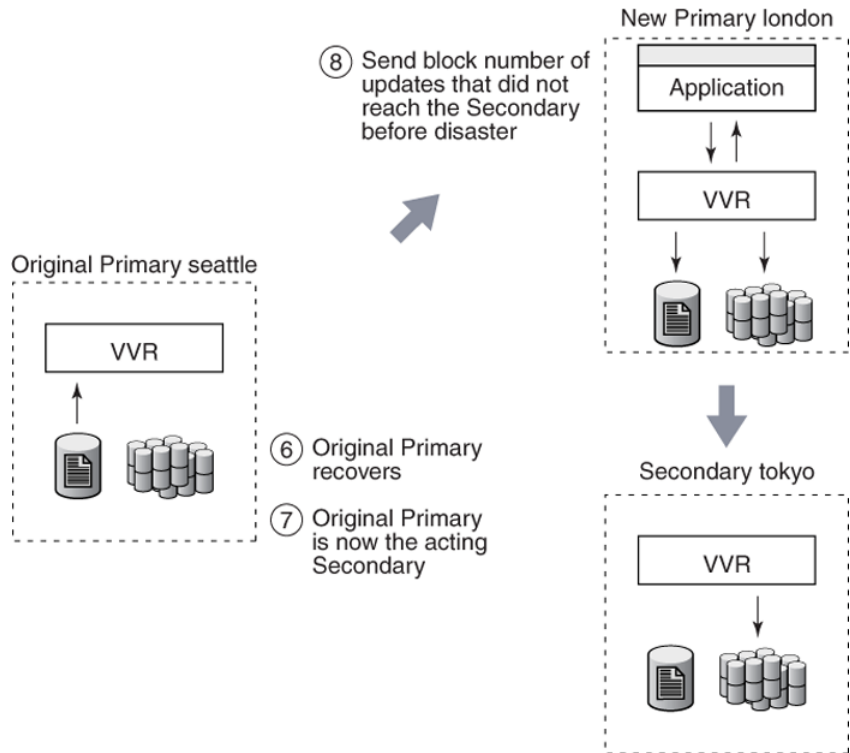 New Primary london
⑧ Send block number of
updates that did not
reach the Secondary
before disaster
Application
VVR
Original Primary seattle
VVR
⑥ Original Primary
recovers
⑦ Original Primary
is now the acting
Secondary
Secondary tokyo
VVR